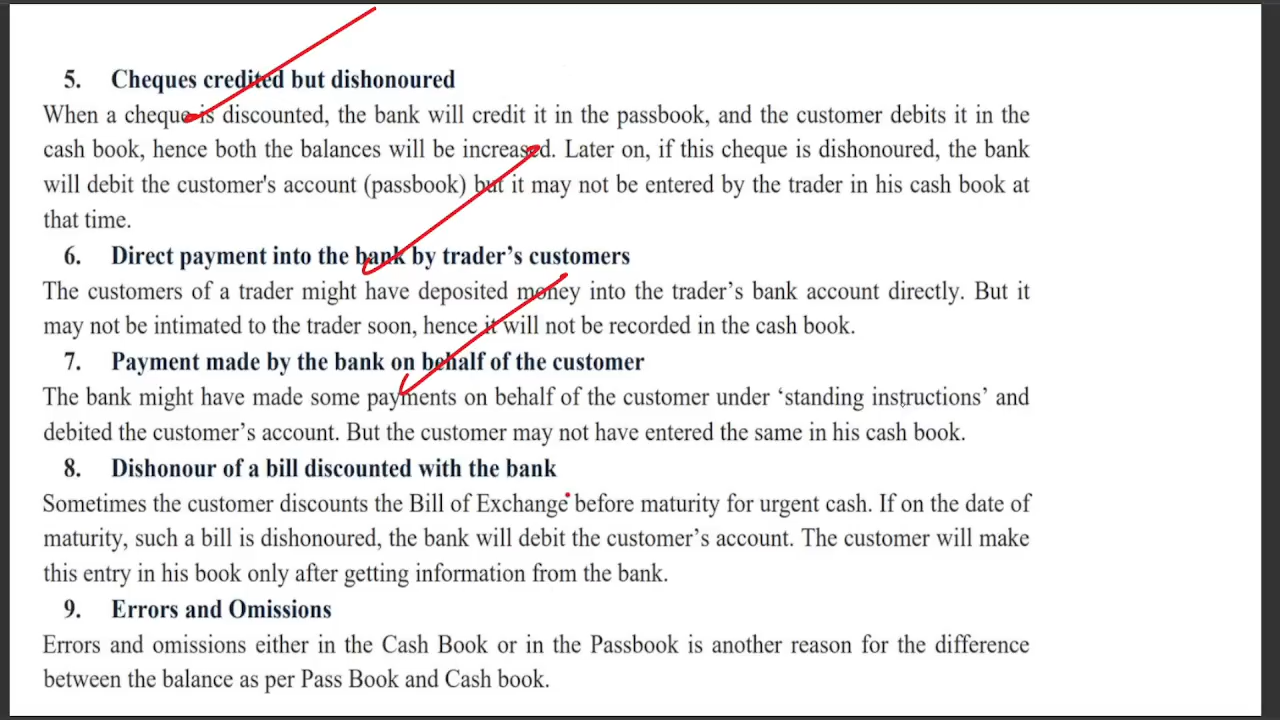 5. Cheques credited but dishonoured
When a cheque is discounted, the bank will credit it in the passbook, and the customer debits it in the
cash book, hence both the balances will be increased. Later on, if this cheque is dishonoured, the bank
will debit the customer's account (passbook) but it may not be entered by the trader in his cash book at
that time.
6. Direct payment into the bank by trader’s customers
The customers of a trader might have deposited money into the trader’s bank account directly. But it
may not be intimated to the trader soon, hence it will not be recorded in the cash book.
7. Payment made by the bank on behalf of the customer
The bank might have made some payments on behalf of the customer under ‘standing instructions’ and
debited the customer’s account. But the customer may not have entered the same in his cash book.
8. Dishonour of a bill discounted with the bank
Sometimes the customer discounts the Bill of Exchange before maturity for urgent cash. If on the date of
maturity, such a bill is dishonoured, the bank will debit the customer’s account. The customer will make
this entry in his book only after getting information from the bank.
9. Errors and Omissions
Errors and omissions either in the Cash Book or in the Passbook is another reason for the difference
between the balance as per Pass Book and Cash book.